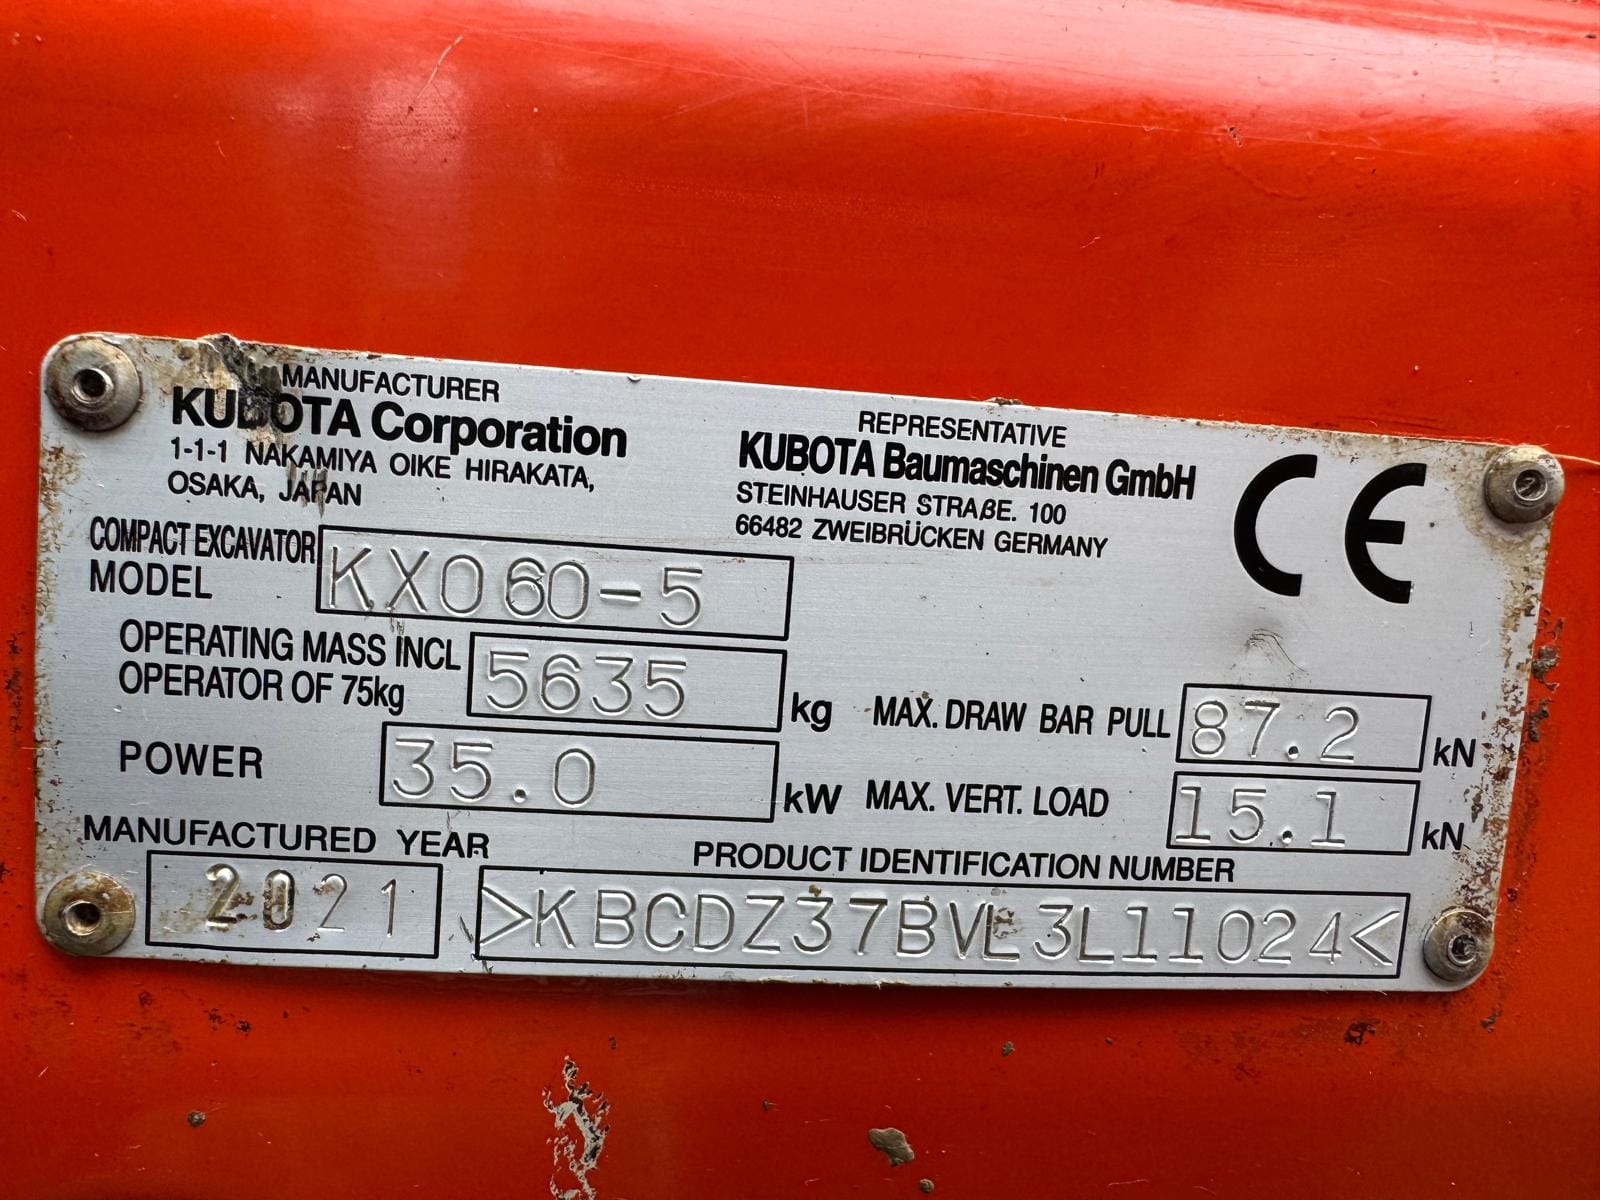 MANUFACTURER
KUBOTA Corporation
1-1-1 NAKAMIYA OIKE HIRAKATA,
OSAKA, JAPAN
REPRESENTATIVE
KUBOTA Baumaschinen GmbH
STEINHAUSER STRAßE. 100
66482 ZWEIBRÜCKEN GERMANY
CE
COMPACT EXCAVATOR
MODEL KX060-5
OPERATING MASS INCL
OPERATOR OF 75kg 5635 kg
MAX. DRAW BAR PULL 87.2 kN
POWER 35.0 kW
MAX. VERT. LOAD 15.1 kN
MANUFACTURED YEAR
2021
PRODUCT IDENTIFICATION NUMBER
>KBCDZ37BVL3L11024<